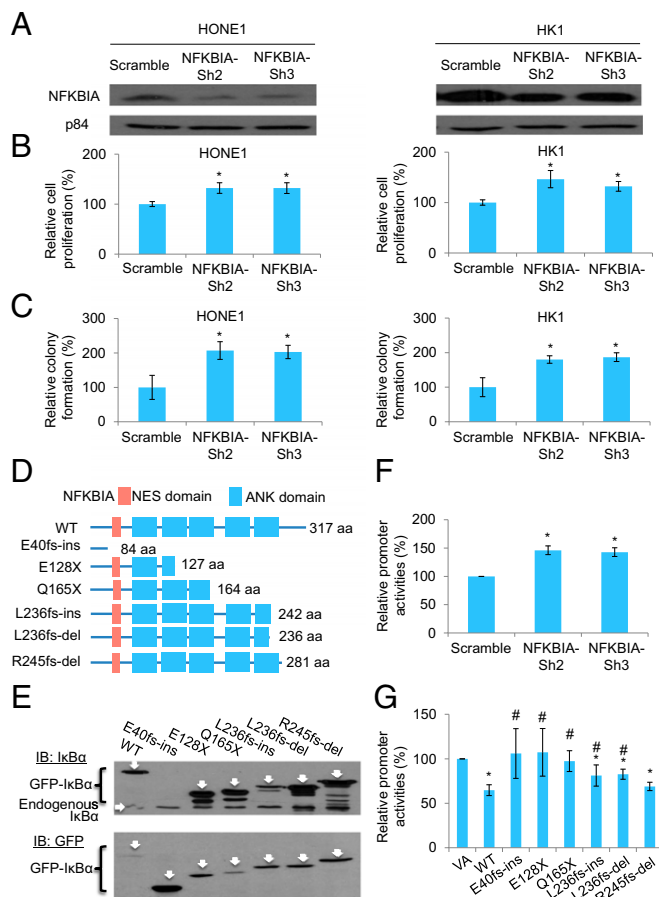 A
HONE1
HK1
Scramble NFKBIA-Sh2 NFKBIA-Sh3
Scramble NFKBIA-Sh2 NFKBIA-Sh3
NFKBIA
p84
B
HONE1
Relative cell proliferation (%)
200
100
0
* *
Scramble NFKBIA-Sh2 NFKBIA-Sh3
HK1
Relative cell proliferation (%)
200
150
100
50
0
* *
Scramble NFKBIA-Sh2 NFKBIA-Sh3
C
HONE1
Relative colony formation (%)
300
200
100
0
* *
Scramble NFKBIA-Sh2 NFKBIA-Sh3
HK1
Relative colony formation (%)
300
200
100
0
* *
Scramble NFKBIA-Sh2 NFKBIA-Sh3
D
NFKBIA NES domain ANK domain
WT 317 aa
E40fs-ins 84 aa
E128X 127 aa
Q165X 164 aa
L236fs-ins 242 aa
L236fs-del 236 aa
R245fs-del 281 aa
E
WT E40fs-ins E128X Q165X L236fs-ins L236fs-del R245fs-del
IB: IκBα
GFP-IκBα
Endogenous IκBα
IB: GFP
GFP-IκBα
F
Relative promoter activities (%)
200
150
100
50
0
* *
Scramble NFKBIA-Sh2 NFKBIA-Sh3
G
Relative promoter activities (%)
150
100
50
0
* # # # # * # * *
VA WT E40fs-ins E128X Q165X L236fs-ins L236fs-del R245fs-del